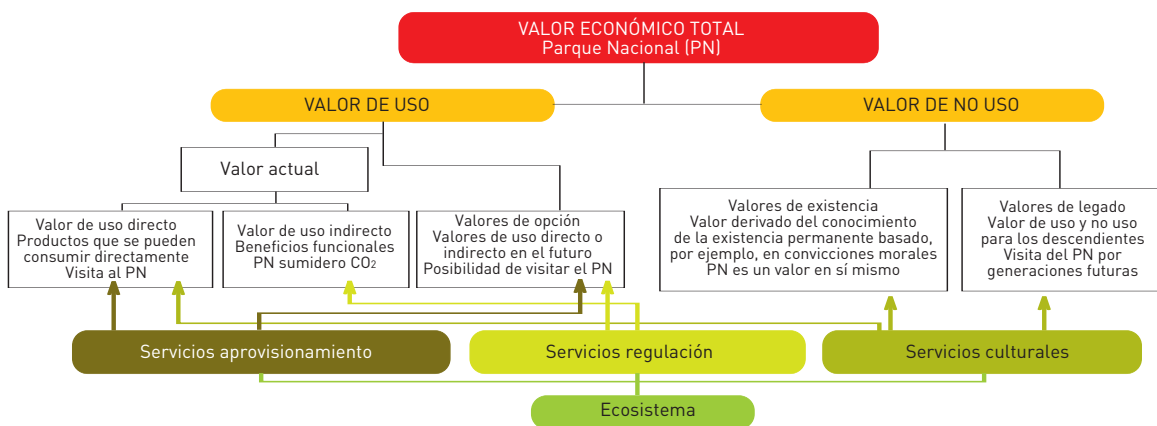 VALOR ECONÓMICO TOTAL
Parque Nacional (PN)
VALOR DE USO
VALOR DE NO USO
Valor actual
Valor de uso directo
Productos que se pueden
consumir directamente
Visita al PN
Valor de uso indirecto
Beneficios funcionales
PN sumidero CO₂
Valores de opción
Valores de uso directo o
indirecto en el futuro
Posibilidad de visitar el PN
Valores de existencia
Valor derivado del conocimiento
de la existencia permanente basado,
por ejemplo, en convicciones morales
PN es un valor en sí mismo
Valores de legado
Valor de uso y no uso
para los descendientes
Visita del PN por
generaciones futuras
Servicios aprovisionamiento
Servicios regulación
Servicios culturales
Ecosistema